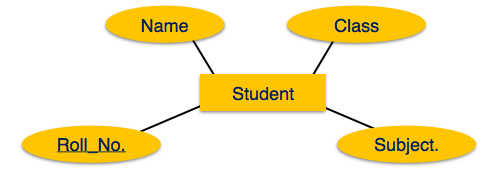 Name
Class
Student
Roll_No.
Subject.